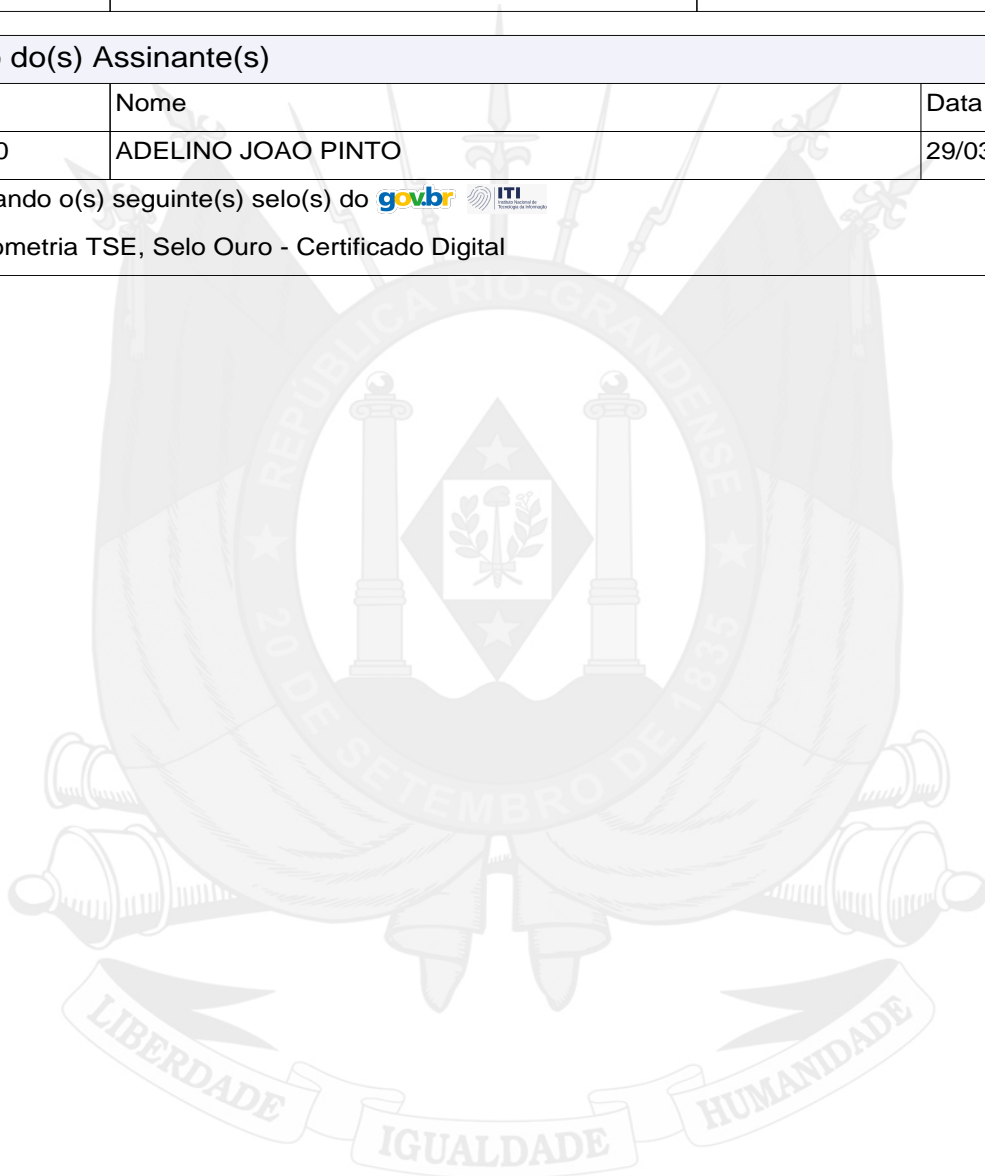 do(s) Assinante(s)
Nome Data
0 ADELINO JOAO PINTO 29/03
ando o(s) seguinte(s) selo(s) do gov.br ITI
ometria TSE, Selo Ouro - Certificado Digital
REPÚBLICA RIO-GRANDENSE
20 DE SETEMBRO DE 1835
LIBERDADE IGUALDADE HUMANIDADE